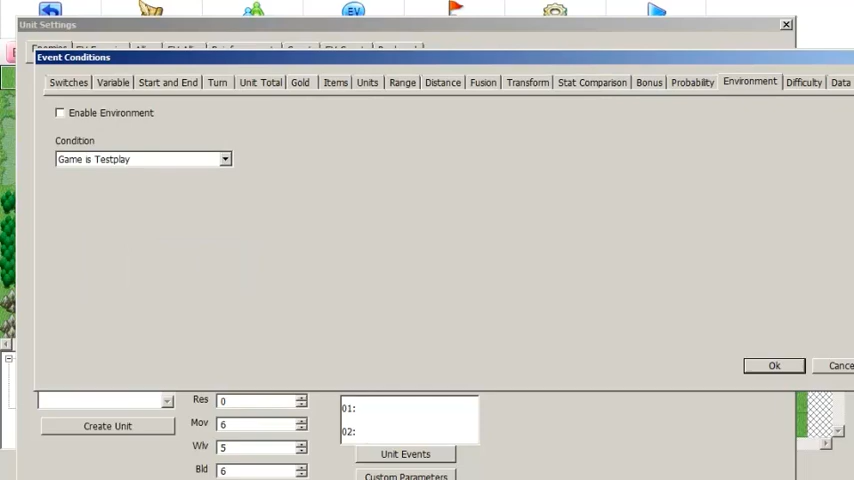 EV
Unit Settings
Event Conditions
Switches Variable Start and End Turn Unit Total Gold Items Units Range Distance Fusion Transform Stat Comparison Bonus Probability Environment Difficulty Data
Enable Environment
Condition
Game is Testplay
Ok
Cance
Res 0
Mov 6
Wlv 5
Bld 6
Create Unit
01:
02:
Unit Events
Custom Parameters